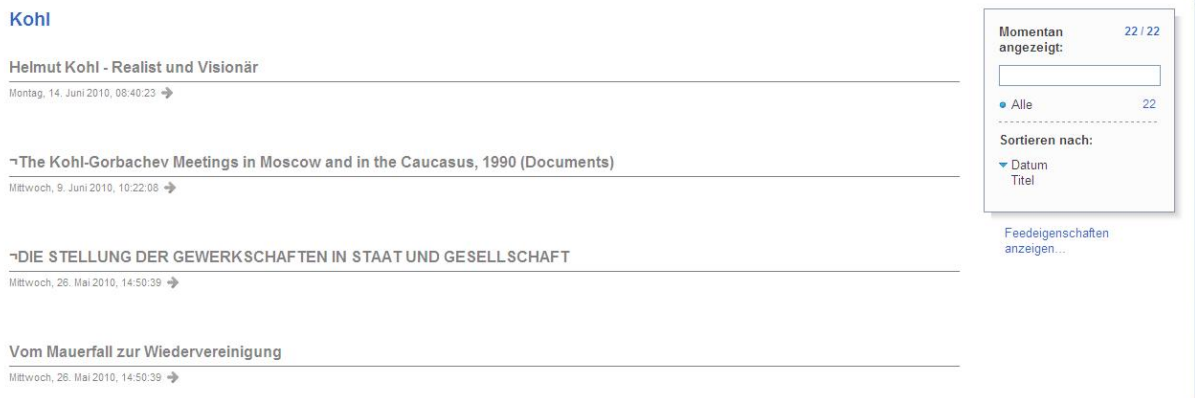 Kohl
Helmut Kohl - Realist und Visionär
Montag, 14. Juni 2010, 08:40:23
¬The Kohl-Gorbachev Meetings in Moscow and in the Caucasus, 1990 (Documents)
Mittwoch, 9. Juni 2010, 10:22:08
¬DIE STELLUNG DER GEWERKSCHAFTEN IN STAAT UND GESELLSCHAFT
Mittwoch, 26. Mai 2010, 14:50:39
Vom Mauerfall zur Wiedervereinigung
Mittwoch, 26. Mai 2010, 14:50:39
Momentan 22 / 22
angezeigt:
Alle 22
Sortieren nach:
Datum
Titel
Feedeigenschaften
anzeigen...